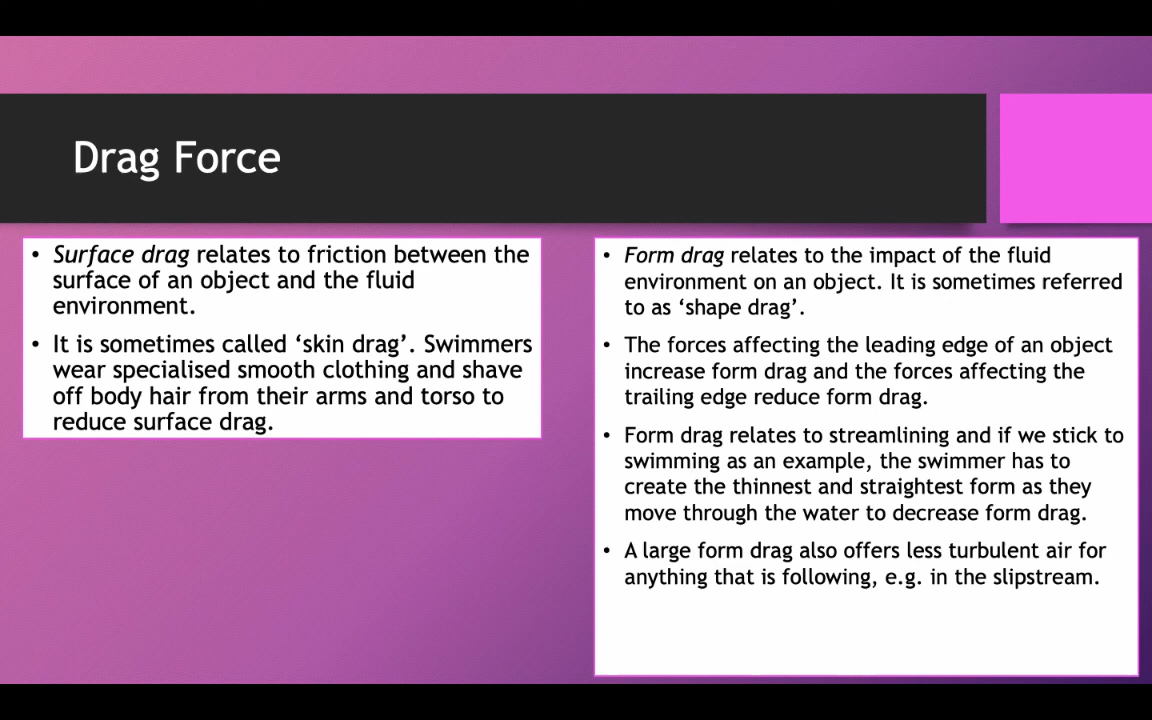 Drag Force
• Surface drag relates to friction between the
surface of an object and the fluid
environment.
• It is sometimes called ‘skin drag’. Swimmers
wear specialised smooth clothing and shave
off body hair from their arms and torso to
reduce surface drag.
• Form drag relates to the impact of the fluid
environment on an object. It is sometimes referred
to as ‘shape drag’.
• The forces affecting the leading edge of an object
increase form drag and the forces affecting the
trailing edge reduce form drag.
• Form drag relates to streamlining and if we stick to
swimming as an example, the swimmer has to
create the thinnest and straightest form as they
move through the water to decrease form drag.
• A large form drag also offers less turbulent air for
anything that is following, e.g. in the slipstream.